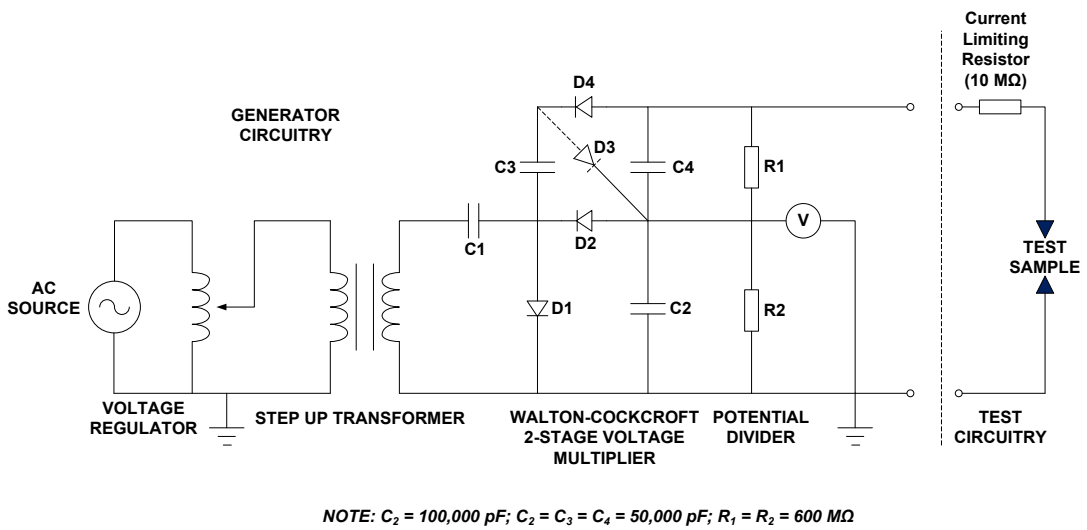 Current
Limiting
Resistor
(10 MΩ)
D4
GENERATOR
CIRCUITRY
D3
C3
C4
R1
V
C1
D2
TEST
SAMPLE
AC
SOURCE
D1
C2
R2
VOLTAGE
REGULATOR
STEP UP TRANSFORMER
WALTON-COCKCROFT
2-STAGE VOLTAGE
MULTIPLIER
POTENTIAL
DIVIDER
TEST
CIRCUITRY
NOTE: C₂ = 100,000 pF; C₂ = C₃ = C₄ = 50,000 pF; R₁ = R₂ = 600 MΩ